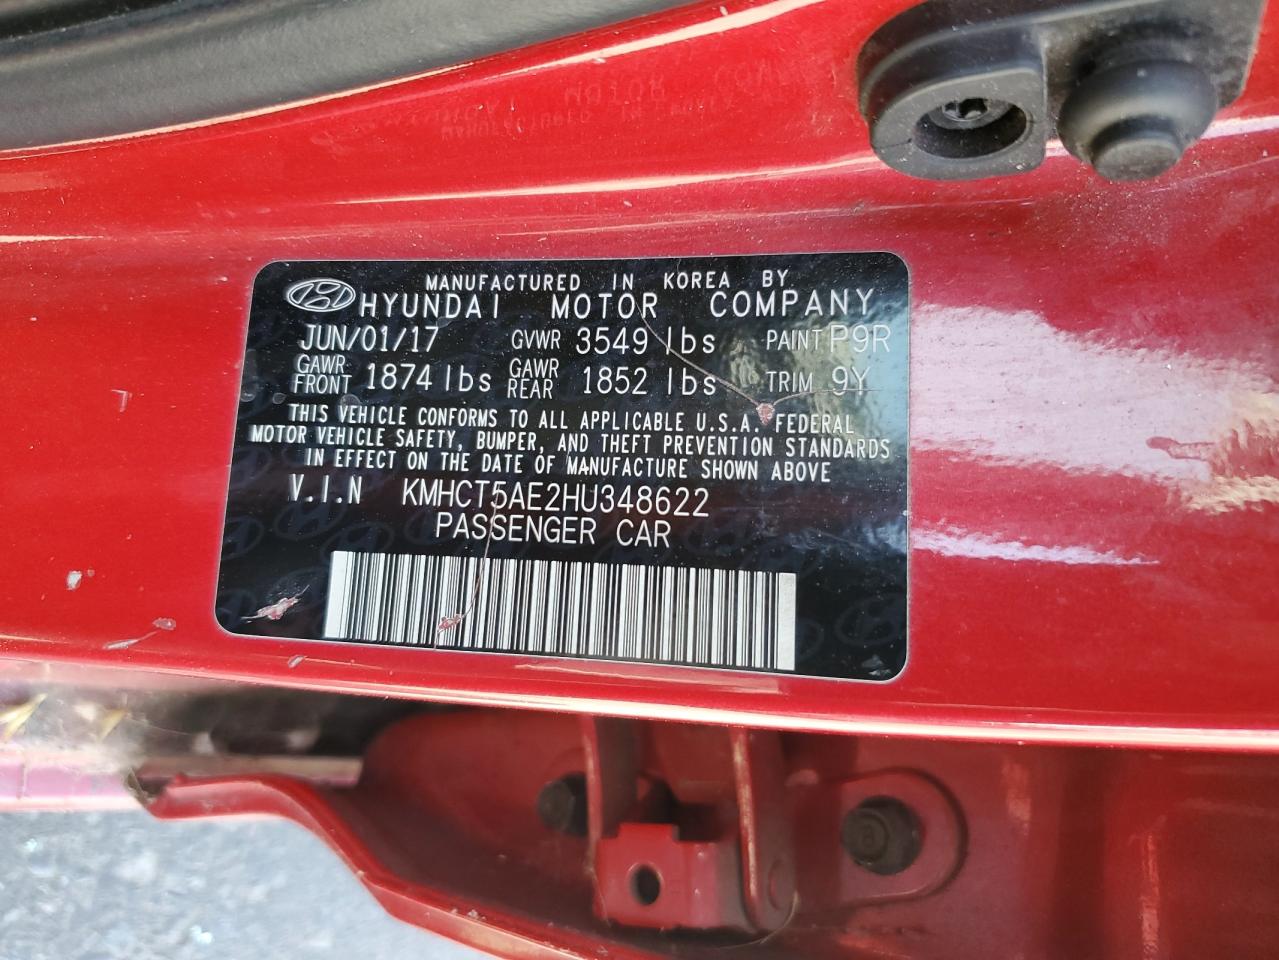 MANUFACTURED IN KOREA BY
HYUNDAI MOTOR COMPANY
JUN/01/17 GVWR 3549 lbs PAINT P9R
GAWR FRONT 1874 lbs GAWR REAR 1852 lbs TRIM 9Y
THIS VEHICLE CONFORMS TO ALL APPLICABLE U.S.A. FEDERAL
MOTOR VEHICLE SAFETY, BUMPER, AND THEFT PREVENTION STANDARDS
IN EFFECT ON THE DATE OF MANUFACTURE SHOWN ABOVE
V.I.N KMHCT5AE2HU348622
PASSENGER CAR